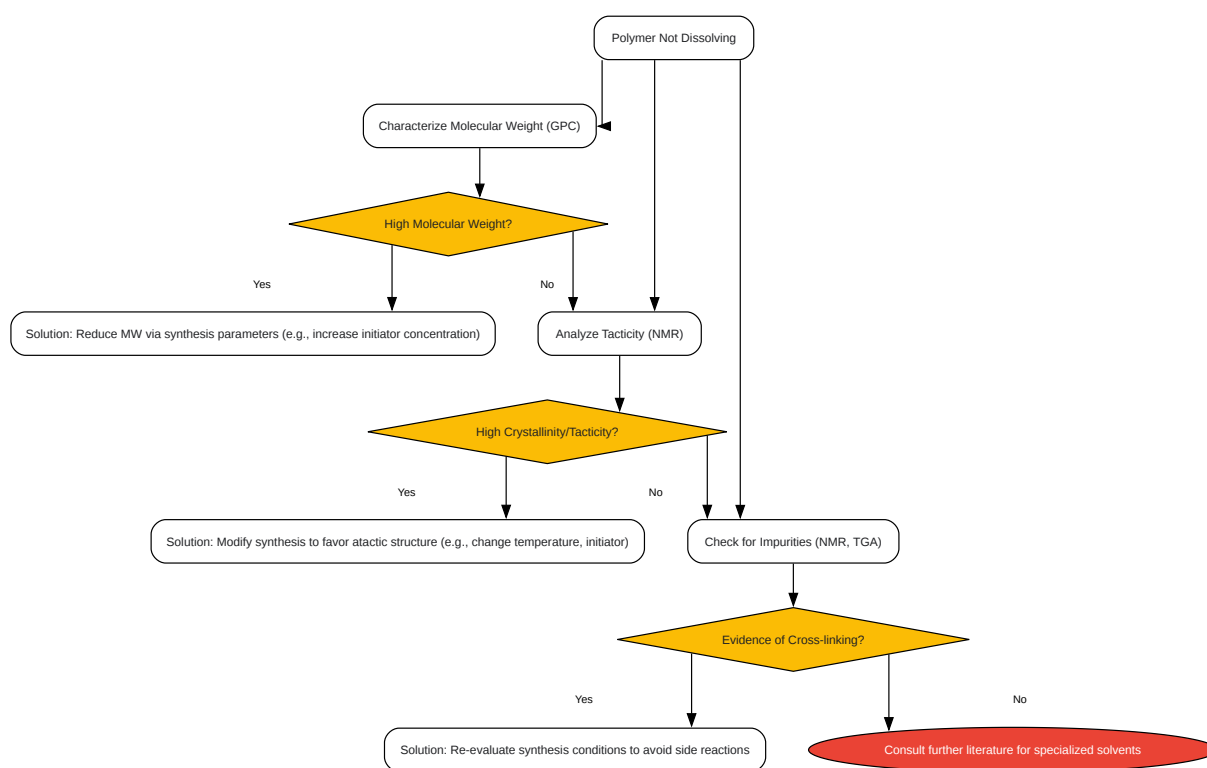 Polymer Not Dissolving
Characterize Molecular Weight (GPC)
High Molecular Weight?
Yes
No
Solution: Reduce MW via synthesis parameters (e.g., increase initiator concentration)
Analyze Tacticity (NMR)
High Crystallinity/Tacticity?
Yes
No
Solution: Modify synthesis to favor atactic structure (e.g., change temperature, initiator)
Check for Impurities (NMR, TGA)
Evidence of Cross-linking?
Yes
No
Solution: Re-evaluate synthesis conditions to avoid side reactions
Consult further literature for specialized solvents